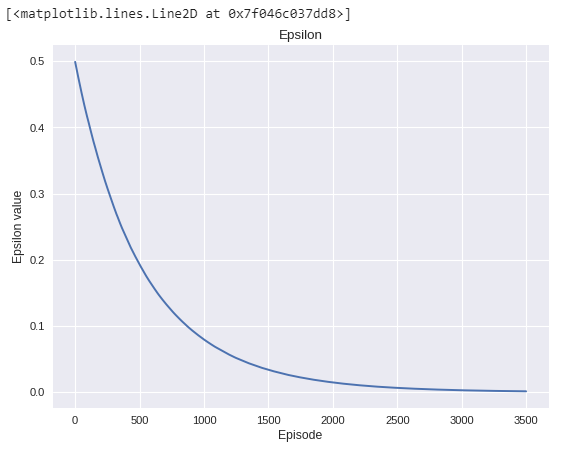 [<matplotlib.lines.Line2D at 0x7f046c037dd8>]
Epsilon
0.5
0.4
0.3
0.2
0.1
0.0
Epsilon value
0 500 1000 1500 2000 2500 3000 3500
Episode